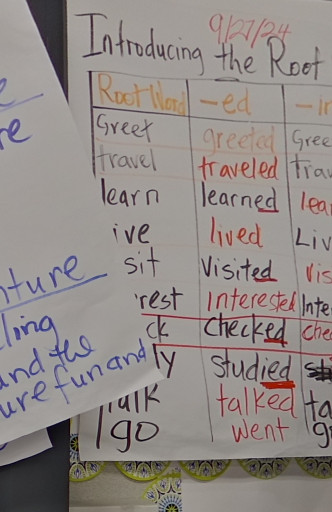 9/27/24
Introducing the Root
Root Word -ed
Greet greeted Gree
travel traveled Trav
learn learned lea
ive lived Liv
sit Visited vis
rest Interested Inte
ck checked che
y studied
talk talked ta
go went g
re
nture
ling
and the
ure fun and